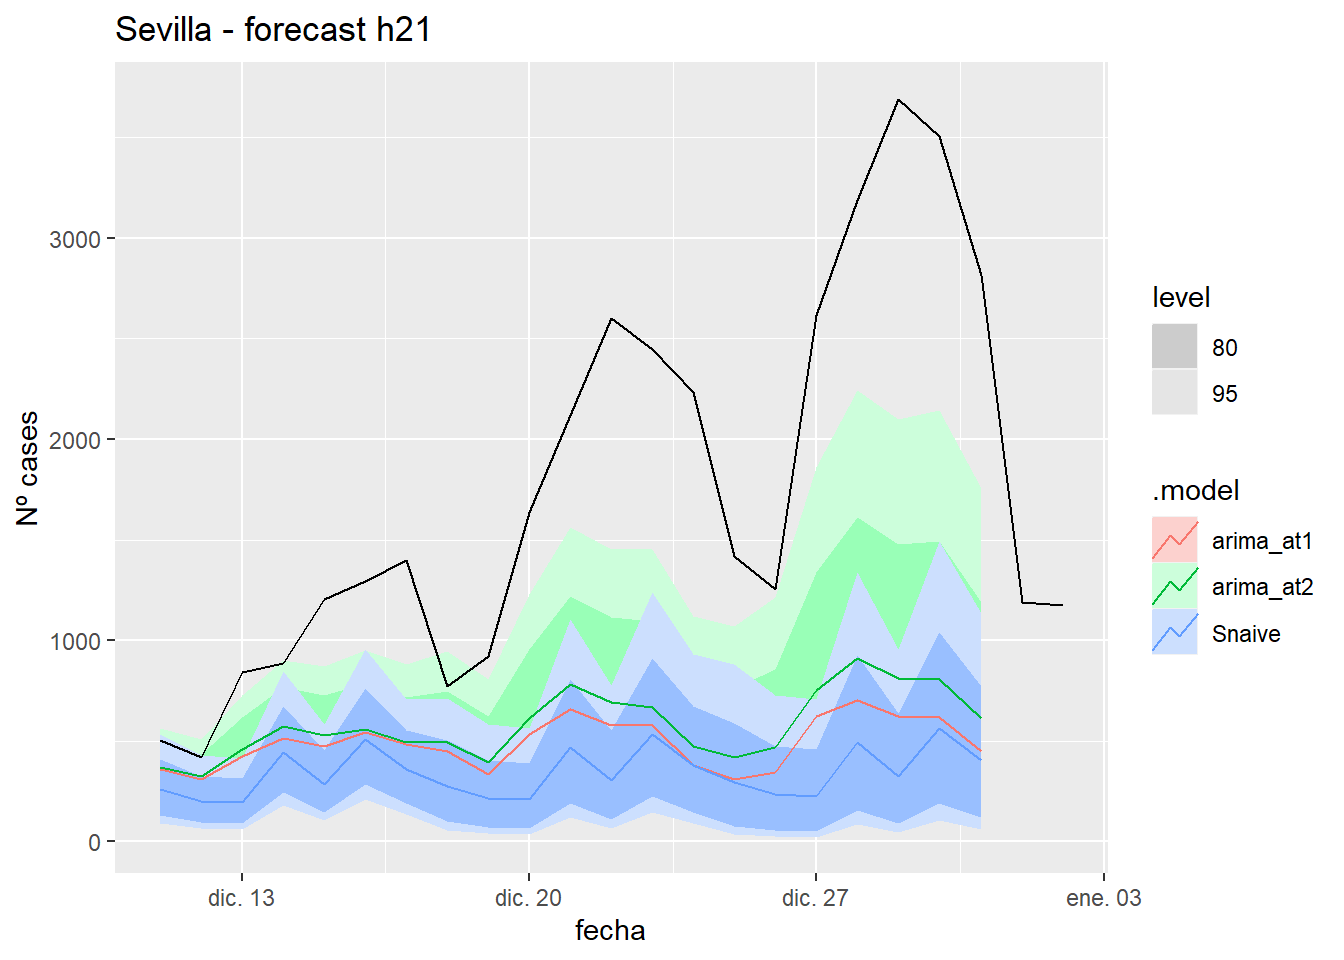 Sevilla - forecast h21
Nº cases
3000
2000
1000
0
dic. 13
dic. 20
dic. 27
ene. 03
fecha
level
80
95
.model
arima_at1
arima_at2
Snaive